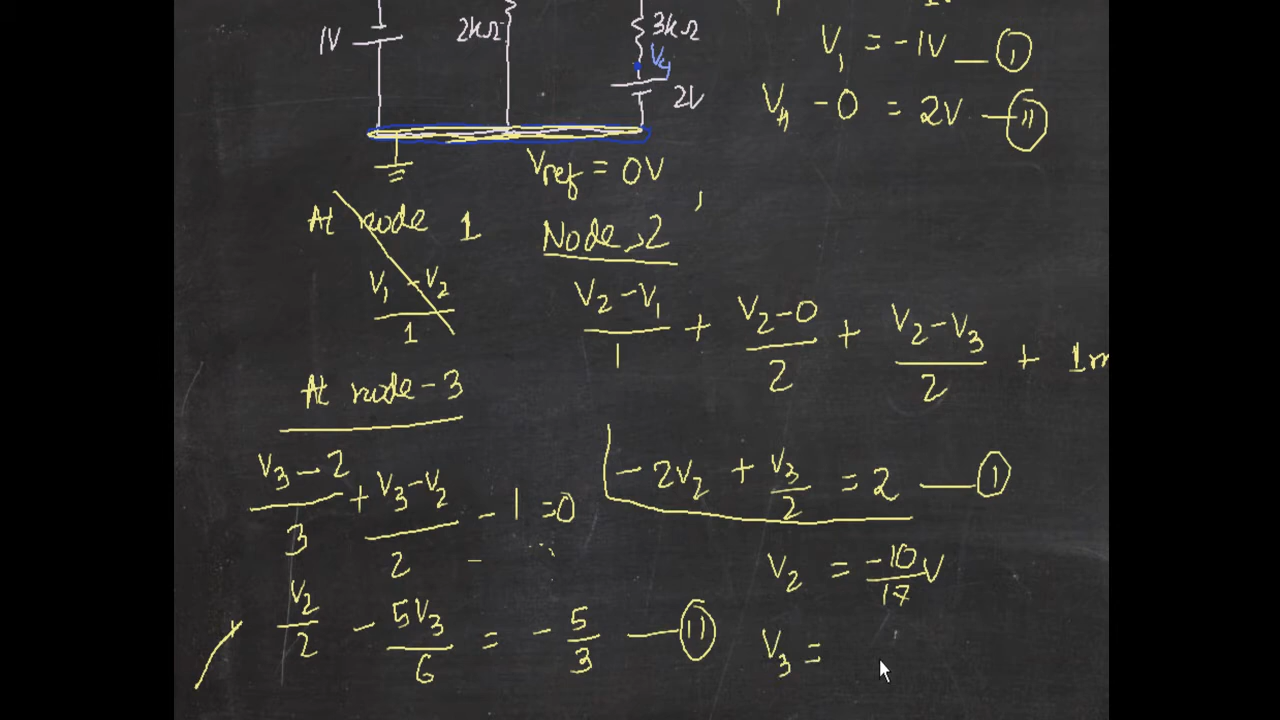 1V
2kΩ
3kΩ
V4
2V
V1 = -1V — (I)
V4 - 0 = 2V — (II)
Vref = 0V
At node 1
(V1 - V2)/1
Node, 2
(V2 - V1)/1 + (V2 - 0)/2 + (V2 - V3)/2 + 1m
At node - 3
(V3 - 2)/3 + (V3 - V2)/2 - 1 = 0
-2V2 + V3/2 = 2 — (I)
V2/2 - 5V3/6 = -5/3 — (II)
V2 = -10/17 V
V3 =